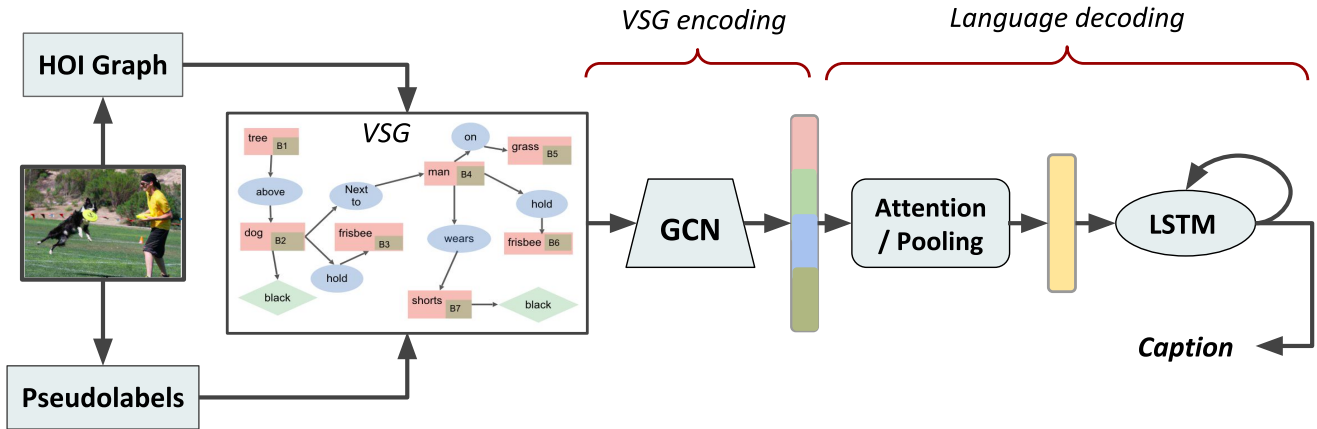 VSG encoding
Language decoding
HOI Graph
VSG
tree
B1
on
grass
B5
man
B4
above
Next
to
hold
dog
B2
frisbee
B3
wears
frisbee
B6
hold
black
shorts
B7
black
GCN
Attention
/ Pooling
LSTM
Caption
Pseudolabels